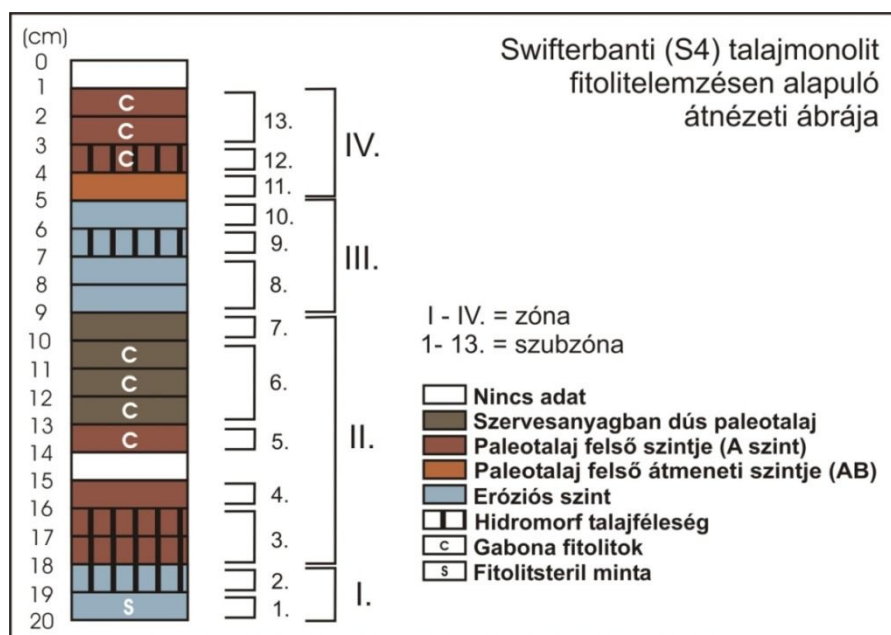 (cm)
0
1
2
3
4
5
6
7
8
9
10
11
12
13
14
15
16
17
18
19
20
C
C
C
C
C
C
C
S
13.
12.
11.
10.
9.
8.
7.
6.
5.
4.
3.
2.
1.
IV.
III.
II.
I.
Swifterbanti (S4) talajmonolit
fitolitelemzésen alapuló
átnézeti ábrája
I - IV. = zóna
1- 13. = szubzóna
Nincs adat
Szervesanyagban dús paleotalaj
Paleotalaj felső szintje (A szint)
Paleotalaj felső átmeneti szintje (AB)
Eróziós szint
Hidromorf talajféleség
C Gabona fitolitok
S Fitolitsteril minta